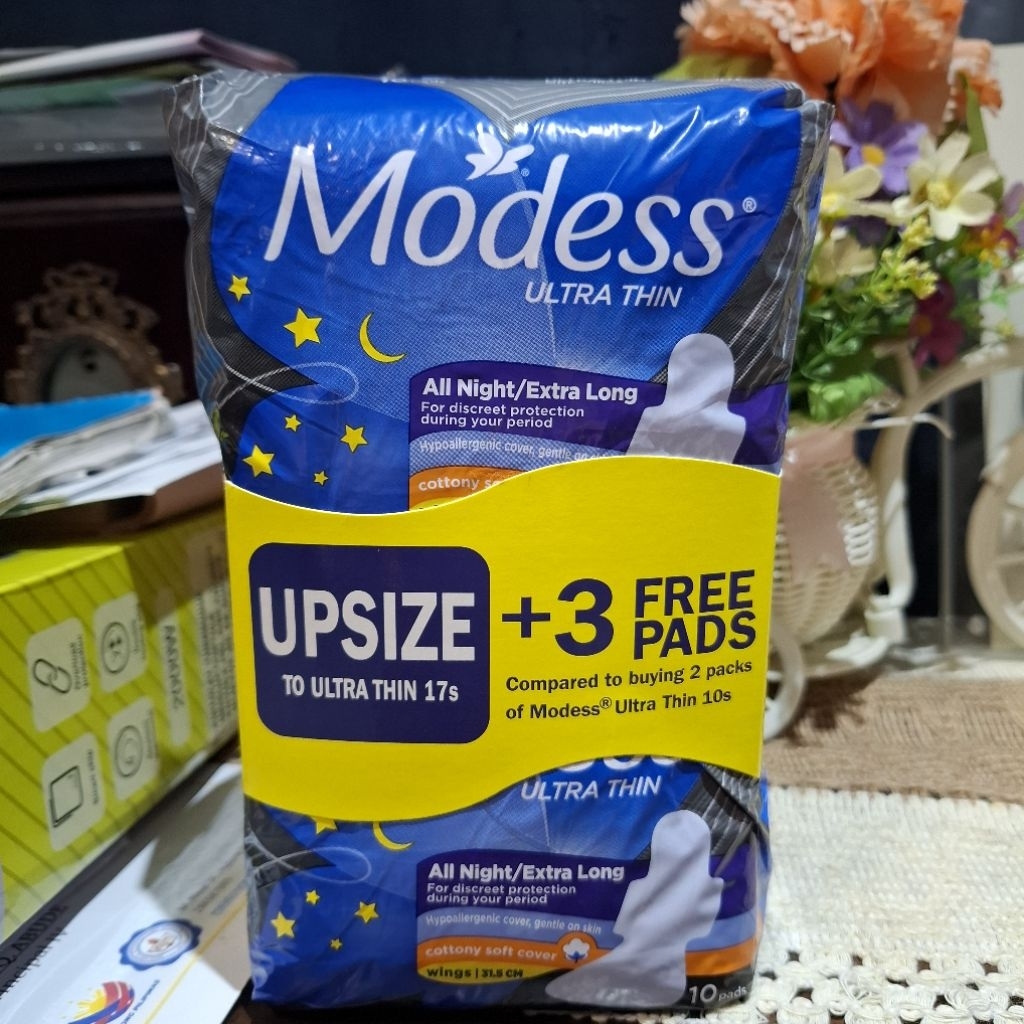 Modess®
ULTRA THIN
All Night/Extra Long
For discreet protection
during your period
Hypoallergenic cover, gentle on
cottony
UPSIZE
TO ULTRA THIN 17s
+3 FREE
PADS
Compared to buying 2 packs
of Modess® Ultra Thin 10s
ULTRA THIN
All Night/Extra Long
For discreet protection
during your period
Hypoallergenic cover, gentle on skin
cottony soft cover
wings | 31.5 CM
10 pads